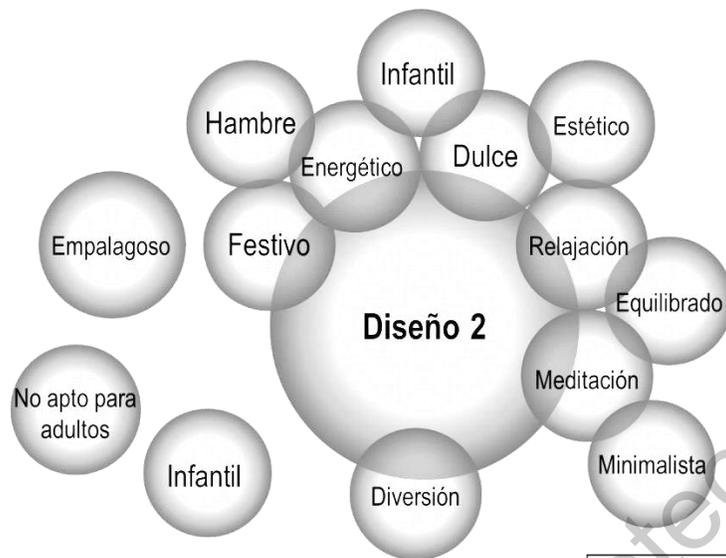 Infantil
Hambre
Estético
Energético
Dulce
Empalagoso
Festivo
Relajación
Equilibrado
Diseño 2
Meditación
No apto para
adultos
Infantil
Minimalista
Diversión